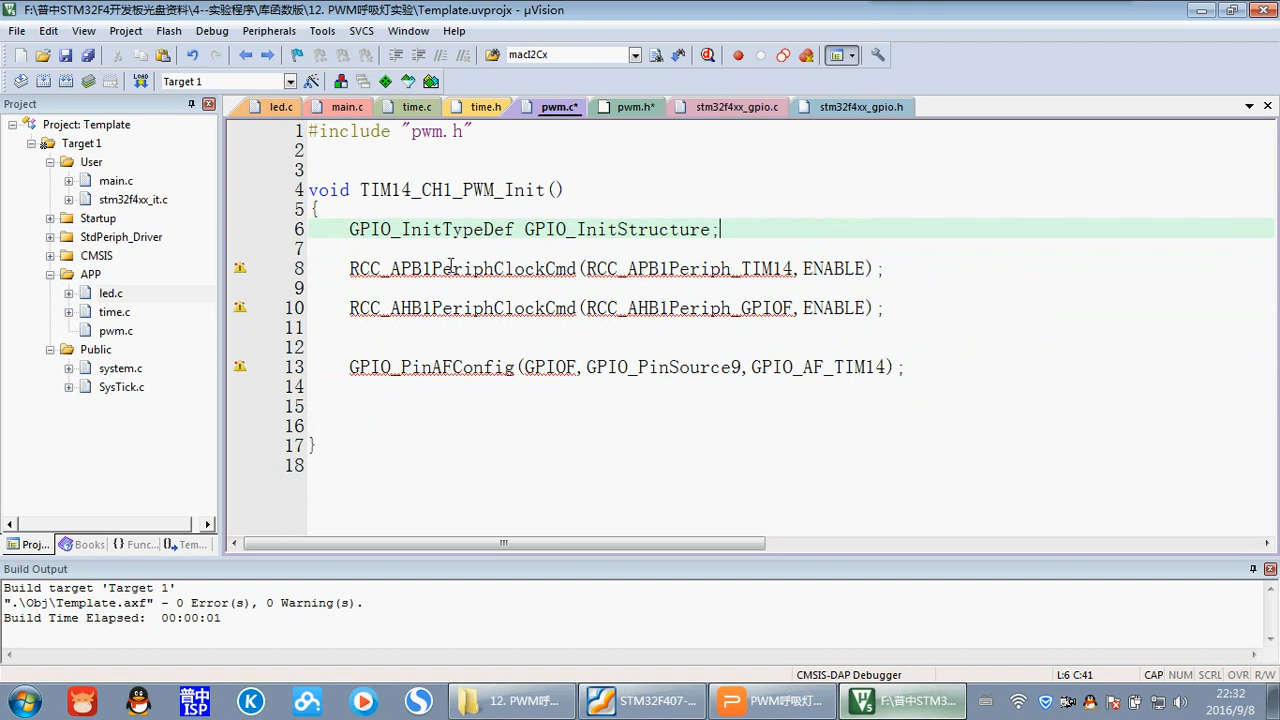 F:\普中STM32F4开发板光盘资料\4--实验程序\库函数版\12. PWM呼吸灯实验\Template.uvprojx - µVision
File Edit View Project Flash Debug Peripherals Tools SVCS Window Help
macI2Cx
LOAD Target 1
Project
led.c main.c time.c time.h pwm.c* pwm.h* stm32f4xx_gpio.c stm32f4xx_gpio.h
Project: Template
Target 1
User
main.c
stm32f4xx_it.c
Startup
StdPeriph_Driver
CMSIS
APP
led.c
time.c
pwm.c
Public
system.c
SysTick.c
1 #include "pwm.h"
2
3
4 void TIM14_CH1_PWM_Init()
5 {
6 GPIO_InitTypeDef GPIO_InitStructure;
7
8 RCC_APB1PeriphClockCmd(RCC_APB1Periph_TIM14,ENABLE);
9
10 RCC_AHB1PeriphClockCmd(RCC_AHB1Periph_GPIOF,ENABLE);
11
12
13 GPIO_PinAFConfig(GPIOF,GPIO_PinSource9,GPIO_AF_TIM14);
14
15
16
17 }
18
Proj... Books {} Func... Tem...
Build Output
Build target 'Target 1'
".\Obj\Template.axf" - 0 Error(s), 0 Warning(s).
Build Time Elapsed: 00:00:01
CMSIS-DAP Debugger L:6 C:41 CAP NUM SCRL OVR R/W
普中ISP 12. PWM呼... STM32F407-... PWM呼吸灯... F:\普中STM3...
22:32
2016/9/8